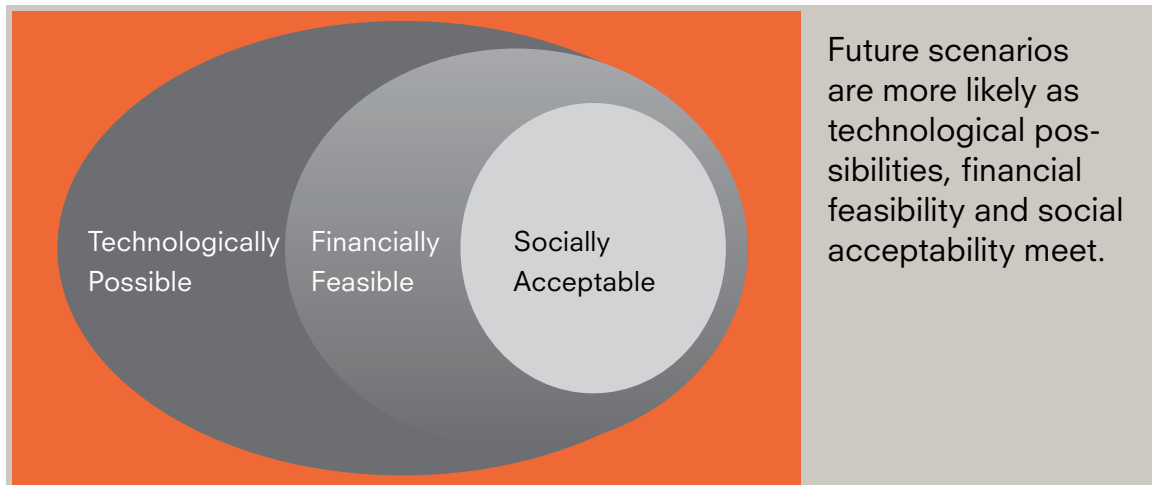 Technologically
Possible
Financially
Feasible
Socially
Acceptable
Future scenarios
are more likely as
technological pos-
sibilities, financial
feasibility and social
acceptability meet.